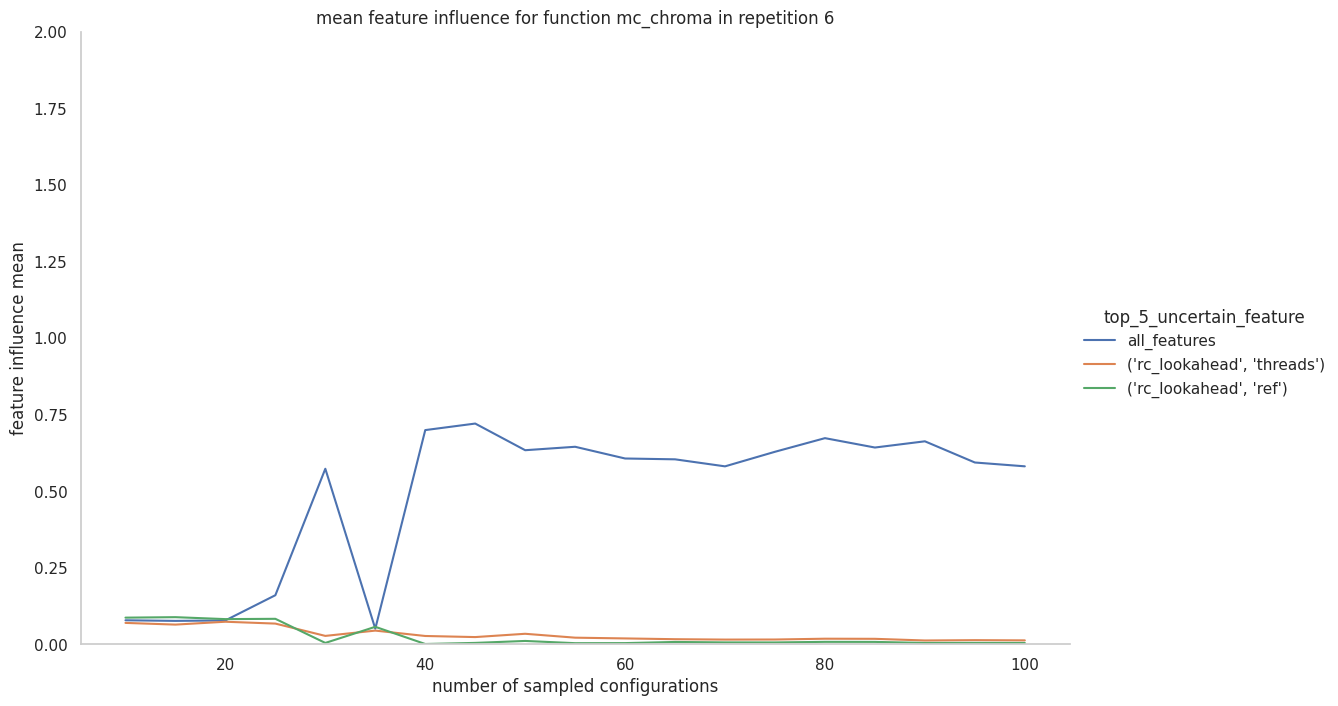 mean feature influence for function mc_chroma in repetition 6
2.00
1.75
1.50
1.25
1.00
0.75
0.50
0.25
0.00
feature influence mean
20
40
60
80
100
number of sampled configurations
top_5_uncertain_feature
all_features
('rc_lookahead', 'threads')
('rc_lookahead', 'ref')